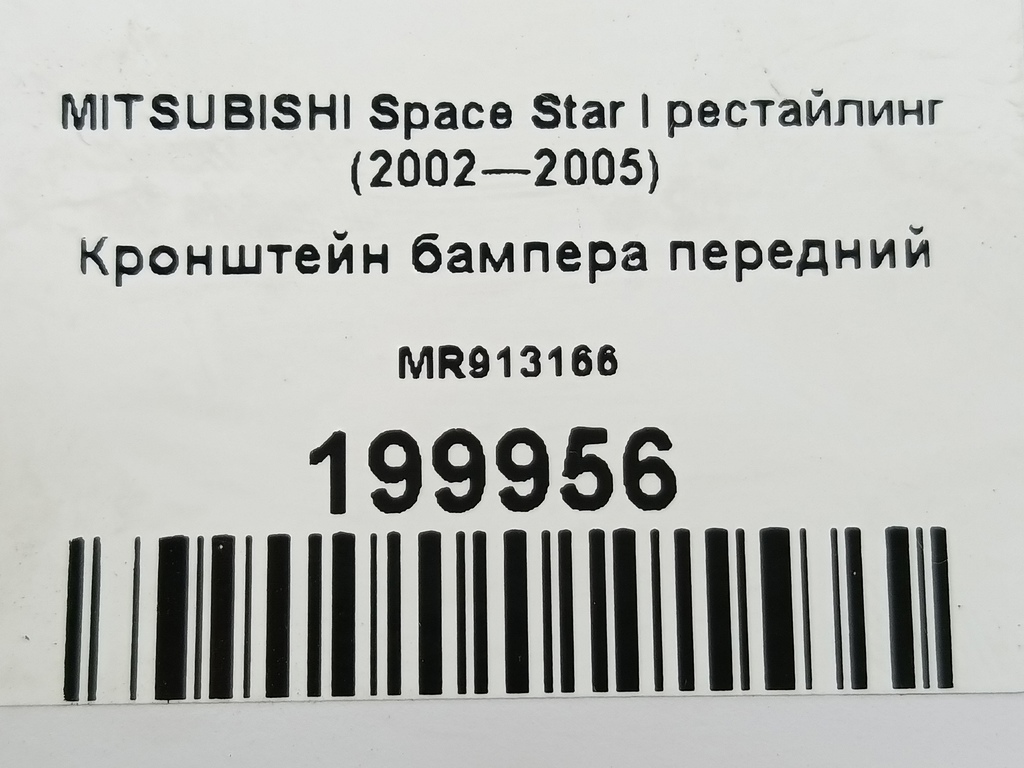 MITSUBISHI Space Star I рестайлинг
(2002—2005)
Кронштейн бампера передний
MR913166
199956